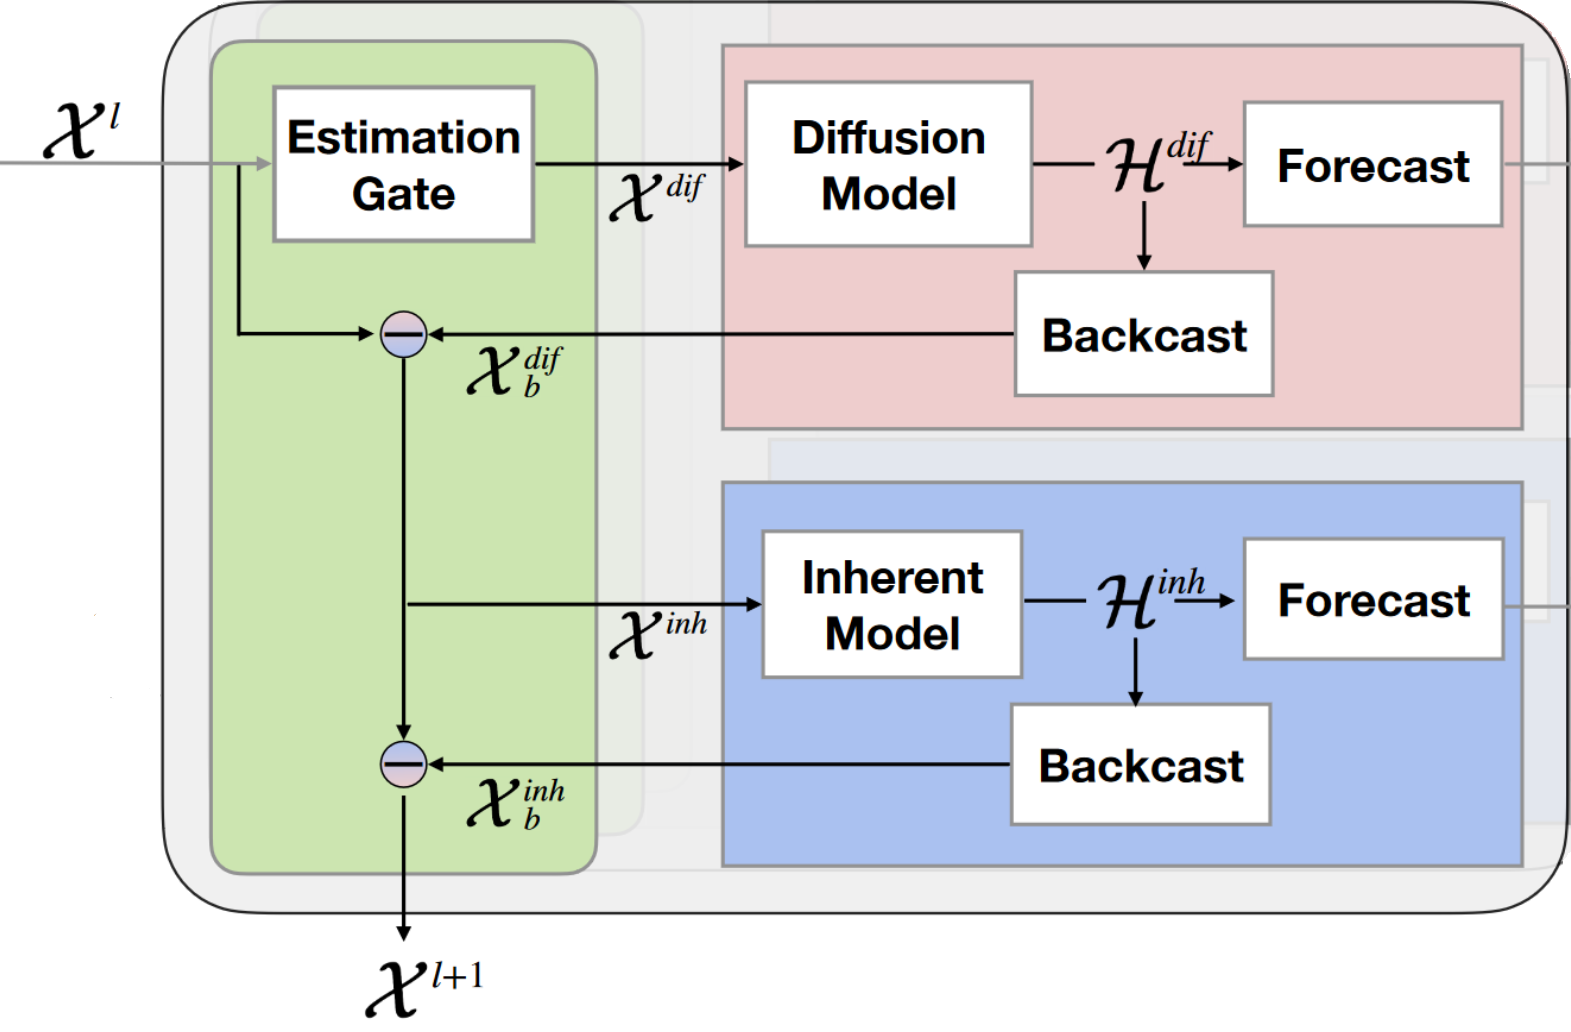 𝒳^l
Estimation
Gate
𝒳^dif
Diffusion
Model
ℋ^dif
Forecast
Backcast
𝒳_b^dif
Inherent
Model
𝒳^inh
ℋ^inh
Forecast
Backcast
𝒳_b^inh
𝒳^l+1